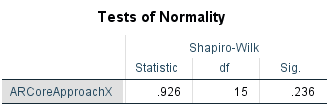 Tests of Normality
Shapiro-Wilk
Statistic df Sig.
ARCoreApproachX .926 15 .236